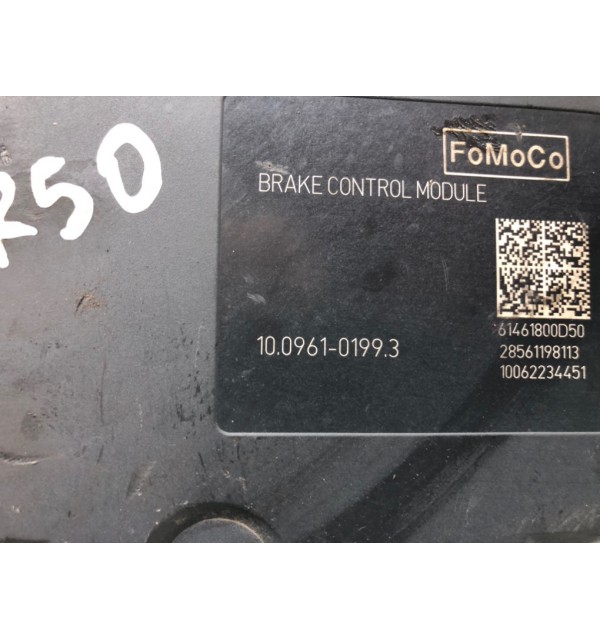 FoMoCo
BRAKE CONTROL MODULE
10.0961-0199.3
61461800D50
28561198113
10062234451